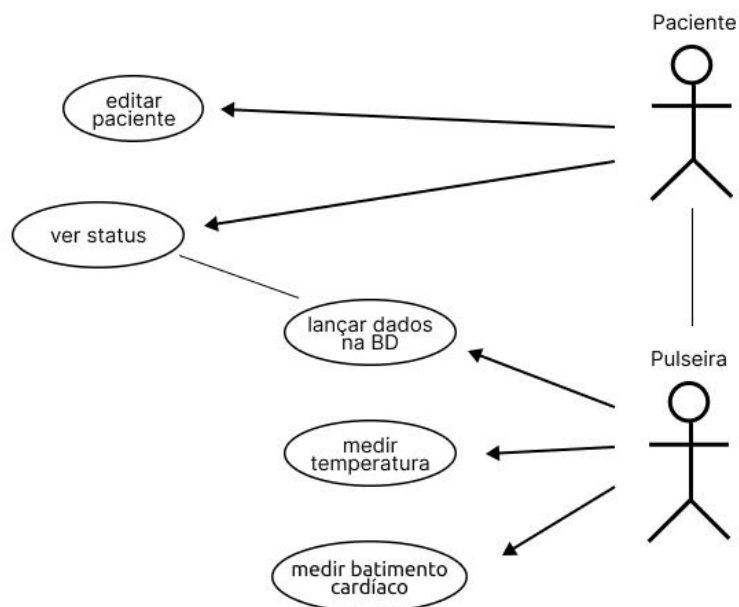 Paciente
editar
paciente
ver status
lançar dados
na BD
Pulseira
medir
temperatura
medir batimento
cardíaco